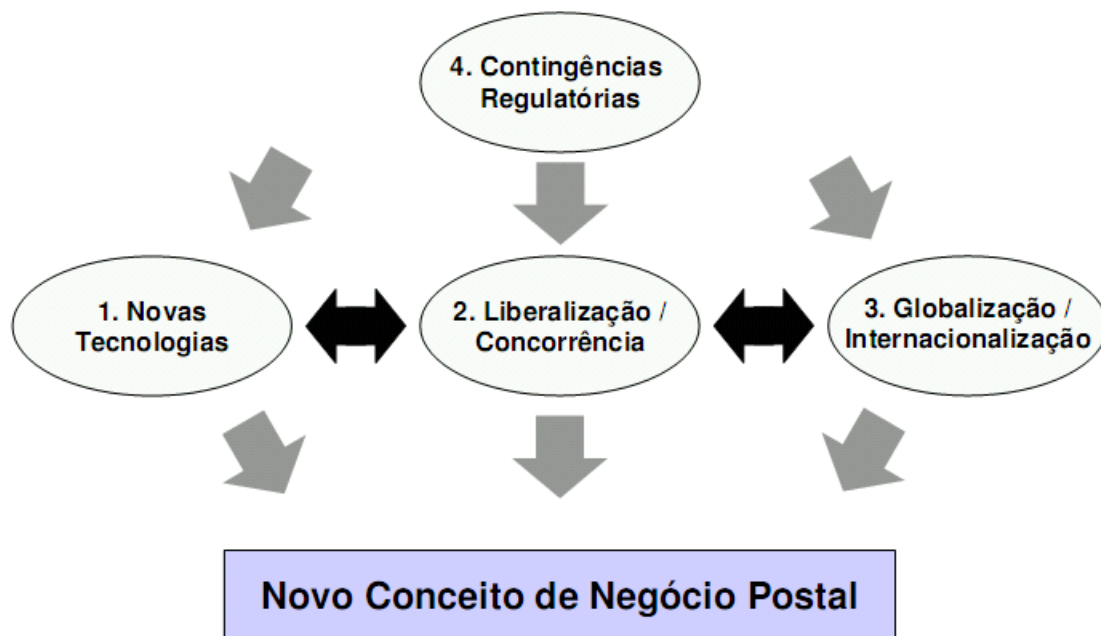 4. Contingências
Regulatórias
1. Novas
Tecnologias
2. Liberalização /
Concorrência
3. Globalização /
Internacionalização
Novo Conceito de Negócio Postal